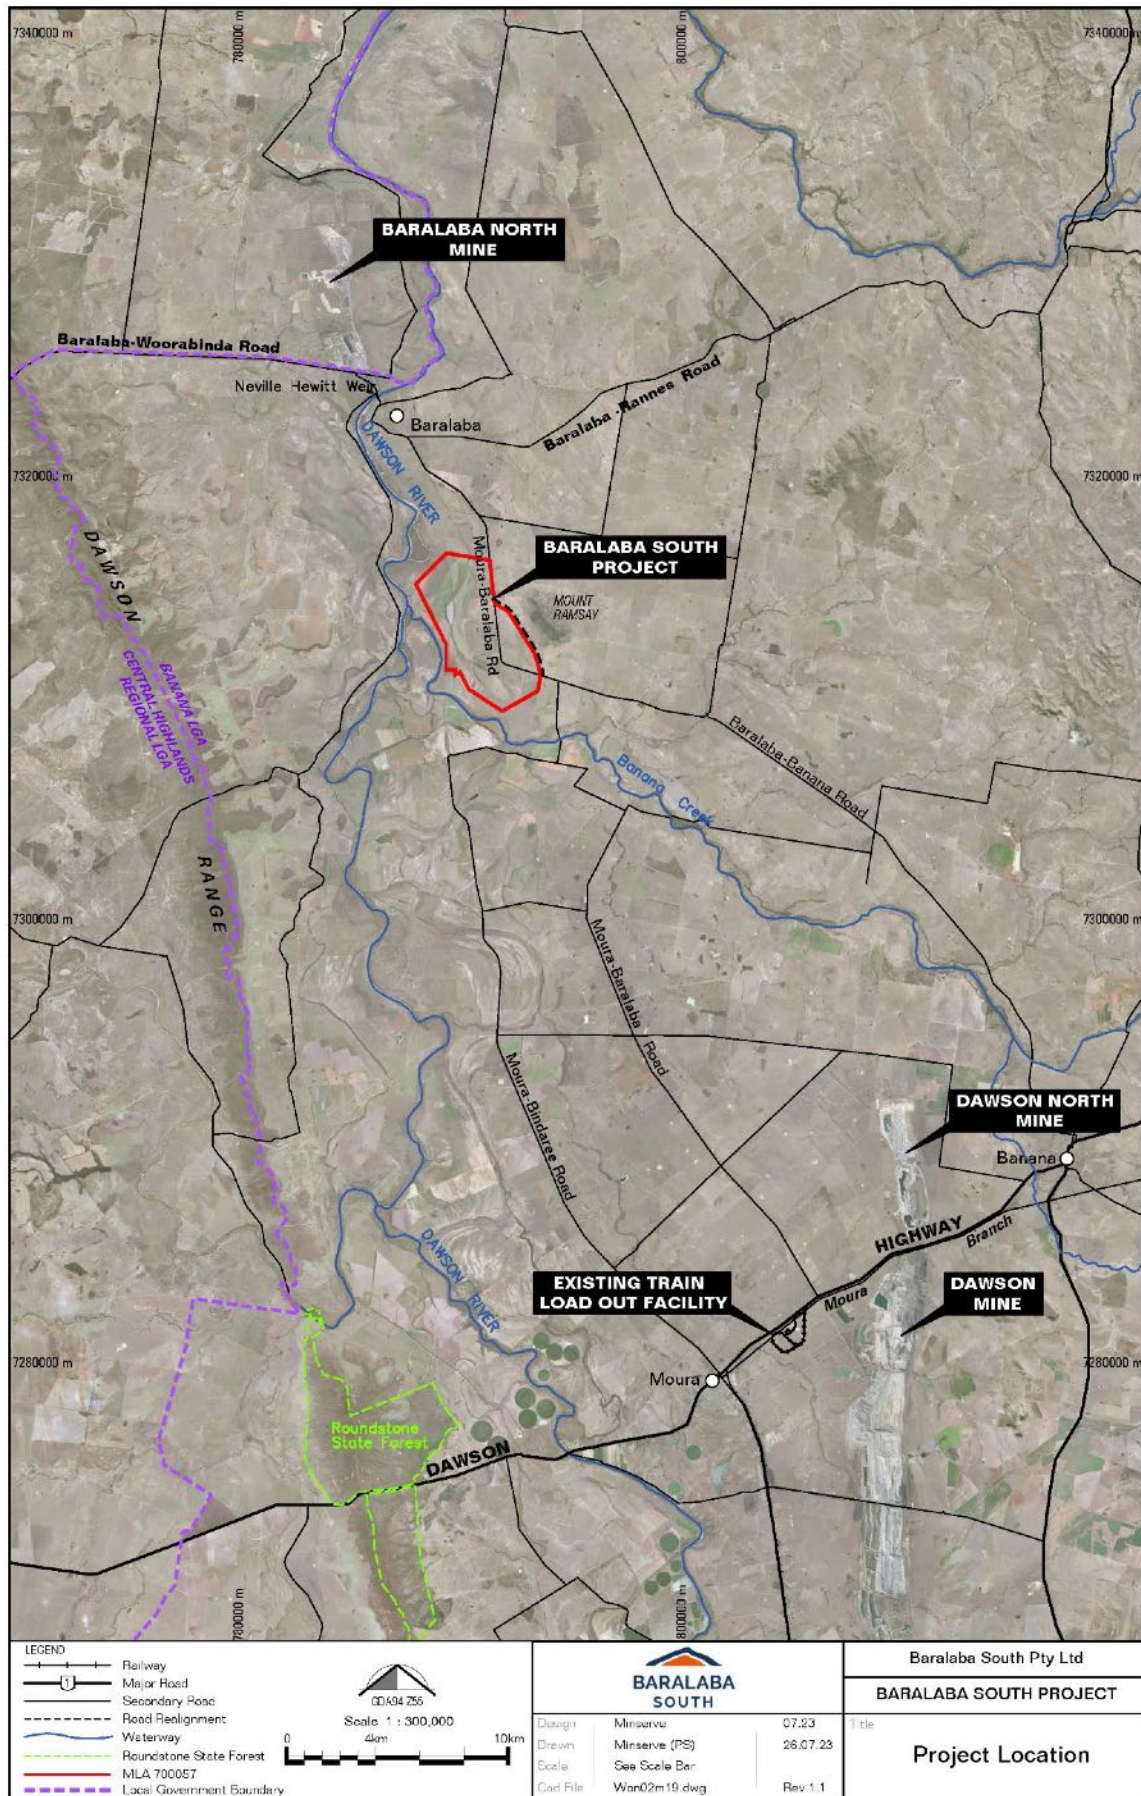 7340000 m
780000 m
800000 m
7340000 m
BARALABA NORTH
MINE
Baralaba-Woorabinda Road
Neville Hewitt Weir
Baralaba
Baralaba -Rannes Road
DAWSON RIVER
7320000 m
7320000 m
BARALABA SOUTH
PROJECT
DAWSON
Moura-Baralaba Rd
MOUNT
RAMSAY
BANANA LGA
CENTRAL HIGHLANDS
REGIONAL LGA
Baralaba-Banana Road
Banana Creek
RANGE
7300000 m
7300000 m
Moura-Baralaba Road
Moura-Bindaree Road
DAWSON NORTH
MINE
Banana
HIGHWAY
Branch
DAWSON RIVER
EXISTING TRAIN
LOAD OUT FACILITY
Moura
DAWSON
MINE
7280000 m
7280000 m
Moura
Roundstone
State Forest
DAWSON
780000 m
800000 m
LEGEND
Railway
1
Major Road
Secondary Road
Road Realignment
Waterway
Roundstone State Forest
MLA 700057
Local Government Boundary
GDA94 Z55
Scale 1 : 300,000
0 4km 10km
BARALABA
SOUTH
Design Minserve 07.23
Drawn Minserve (PS) 26.07.23
Scale See Scale Bar
Cad File Won02m19.dwg Rev 1.1
Baralaba South Pty Ltd
BARALABA SOUTH PROJECT
Title
Project Location